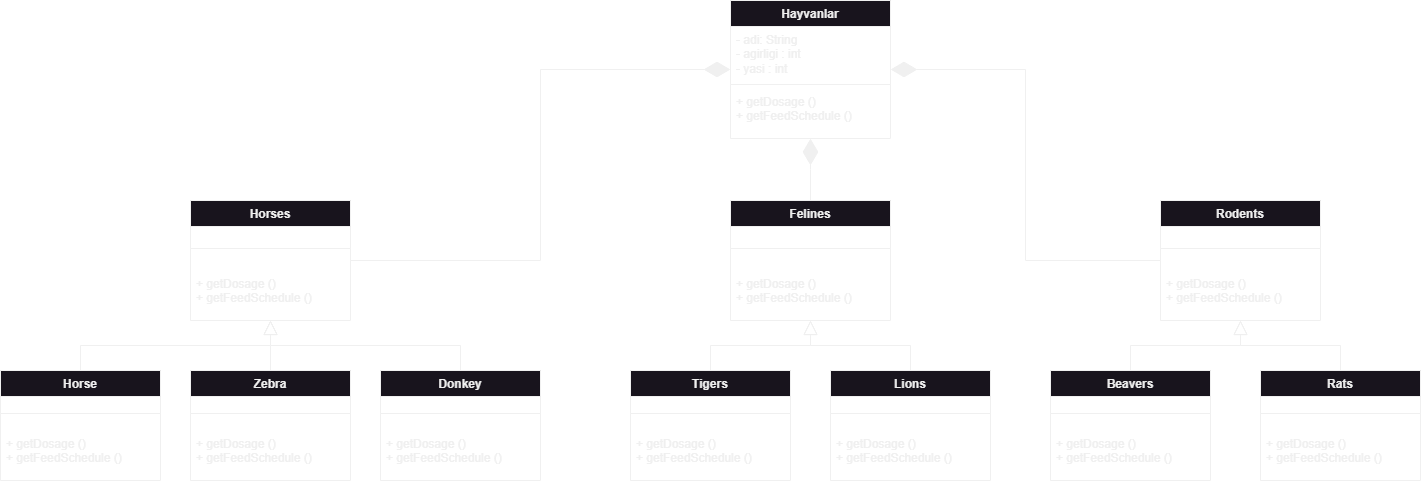 Hayvanlar
- adi: String
- agirligi : int
- yasi : int
+ getDosage ()
+ getFeedSchedule ()
Horses
+ getDosage ()
+ getFeedSchedule ()
Felines
+ getDosage ()
+ getFeedSchedule ()
Rodents
+ getDosage ()
+ getFeedSchedule ()
Horse
+ getDosage ()
+ getFeedSchedule ()
Zebra
+ getDosage ()
+ getFeedSchedule ()
Donkey
+ getDosage ()
+ getFeedSchedule ()
Tigers
+ getDosage ()
+ getFeedSchedule ()
Lions
+ getDosage ()
+ getFeedSchedule ()
Beavers
+ getDosage ()
+ getFeedSchedule ()
Rats
+ getDosage ()
+ getFeedSchedule ()